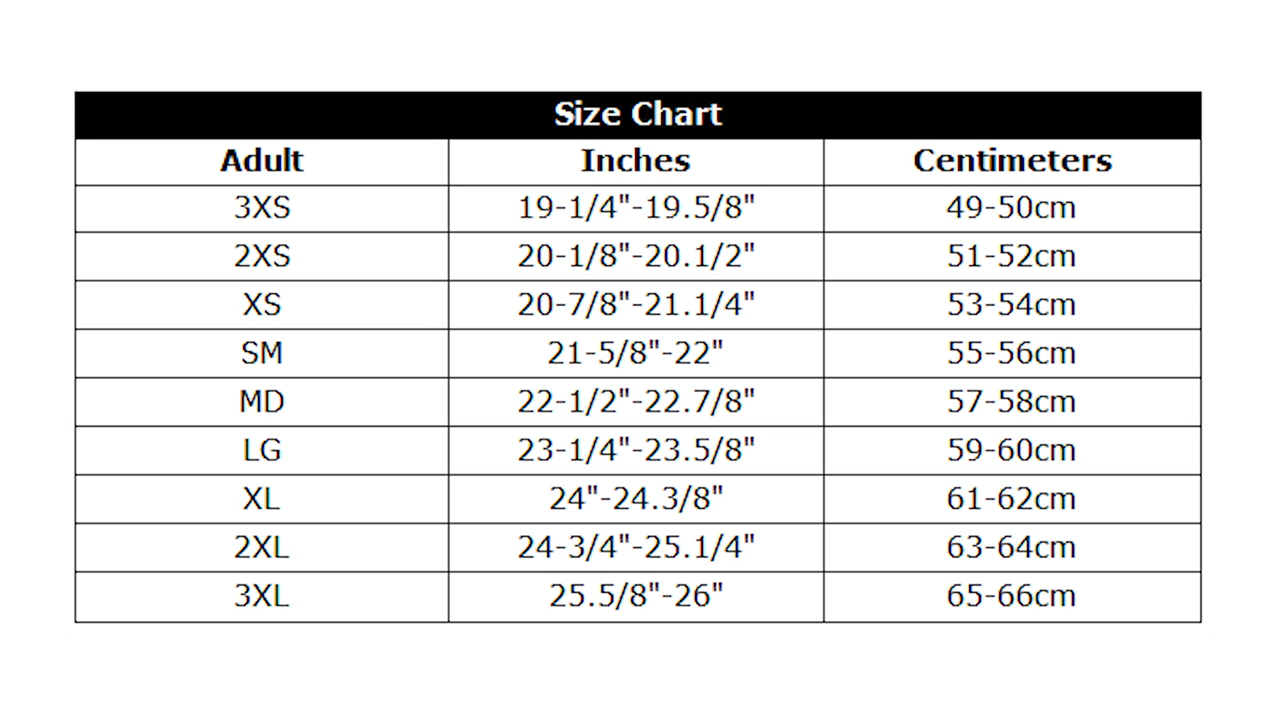 Size Chart
Adult Inches Centimeters
3XS 19-1/4"-19.5/8" 49-50cm
2XS 20-1/8"-20.1/2" 51-52cm
XS 20-7/8"-21.1/4" 53-54cm
SM 21-5/8"-22" 55-56cm
MD 22-1/2"-22.7/8" 57-58cm
LG 23-1/4"-23.5/8" 59-60cm
XL 24"-24.3/8" 61-62cm
2XL 24-3/4"-25.1/4" 63-64cm
3XL 25.5/8"-26" 65-66cm